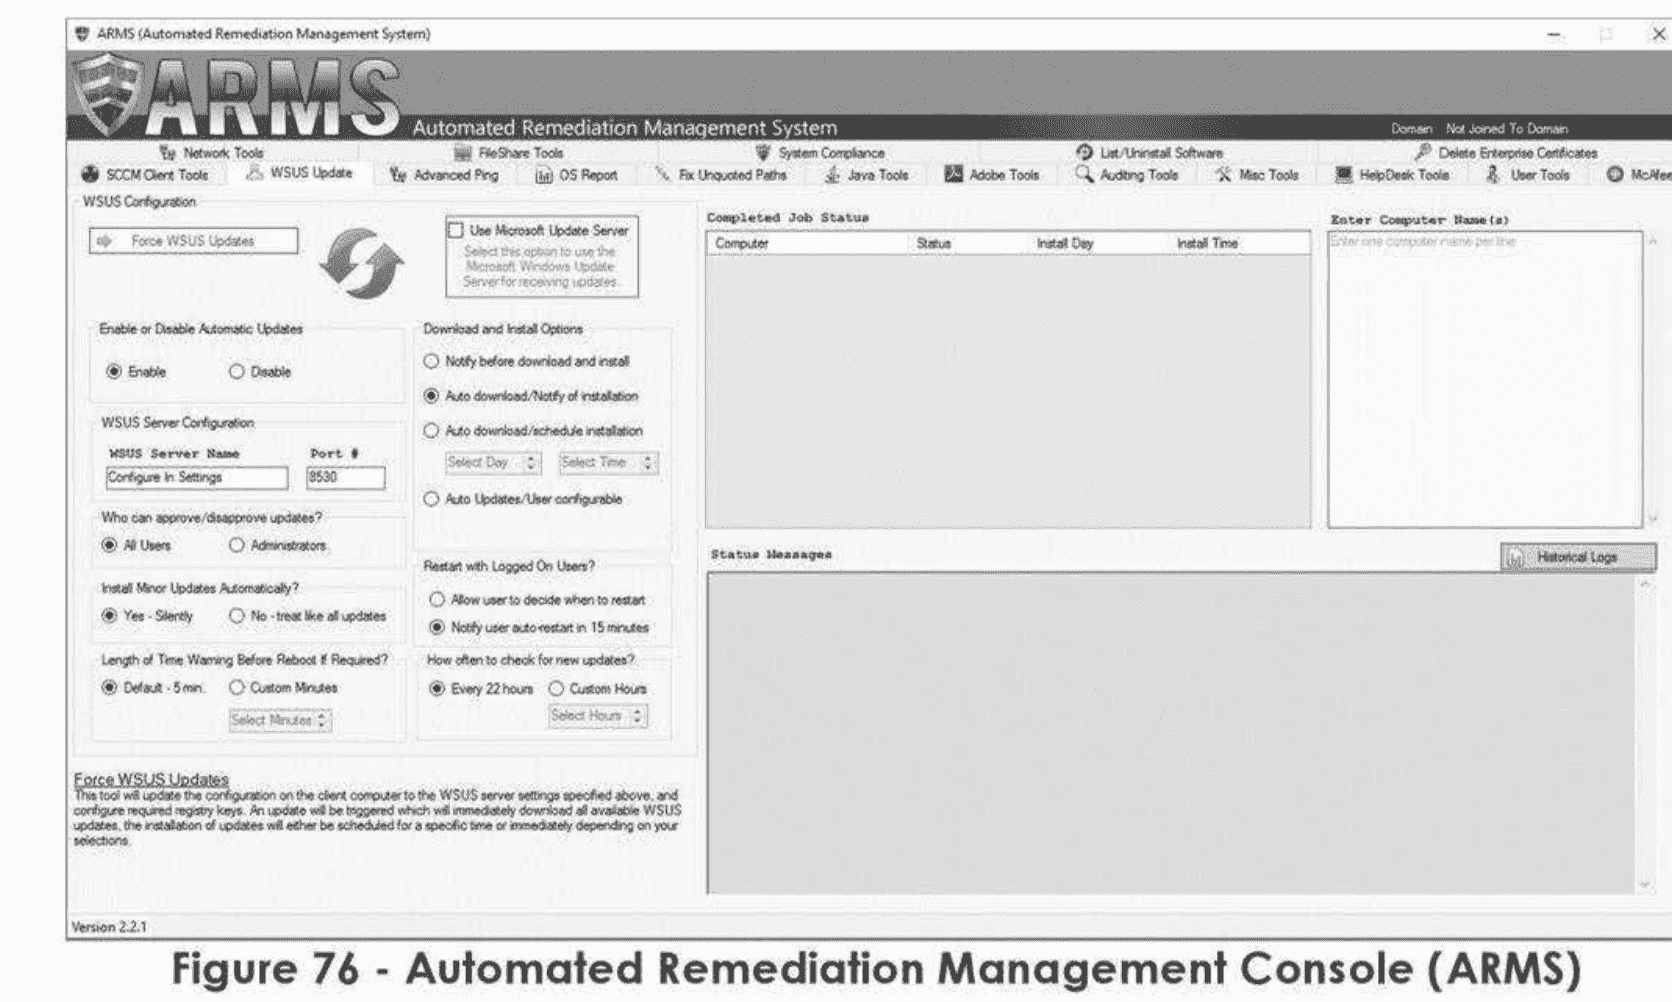 ARMS (Automated Remediation Management System)
ARMS
Automated Remediation Management System
Domain Not Joined To Domain
Network Tools FileShare Tools System Compliance List/Uninstall Software Delete Enterprise Certificates
SCCM Client Tools WSUS Update Advanced Ping OS Report Fix Unquoted Paths Java Tools Adobe Tools Auditing Tools Misc Tools HelpDesk Tools User Tools McAfee
WSUS Configuration
Force WSUS Updates
Use Microsoft Update Server
Select this option to use the
Microsoft Windows Update
Server for receiving updates.
Enable or Disable Automatic Updates
Enable Disable
WSUS Server Configuration
WSUS Server Name Port #
Configure In Settings 8530
Who can approve/disapprove updates?
All Users Administrators
Install Minor Updates Automatically?
Yes - Silently No - treat like all updates
Length of Time Warning Before Reboot If Required?
Default - 5 min. Custom Minutes
Select Minutes
Download and Install Options
Notify before download and install
Auto download/Notify of installation
Auto download/schedule installation
Select Day Select Time
Auto Updates/User configurable
Restart with Logged On Users?
Allow user to decide when to restart
Notify user auto-restart in 15 minutes
How often to check for new updates?
Every 22 hours Custom Hours
Select Hours
Force WSUS Updates
This tool will update the configuration on the client computer to the WSUS server settings specified above, and
configure required registry keys. An update will be triggered which will immediately download all available WSUS
updates, the installation of updates will either be scheduled for a specific time or immediately depending on your
selections.
Completed Job Status
Computer Status Install Day Install Time
Enter Computer Name(s)
Enter one computer name per line
Status Messages
Historical Logs
Version 2.2.1
Figure 76 - Automated Remediation Management Console (ARMS)